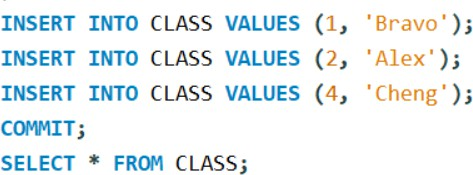 INSERT INTO CLASS VALUES (1, 'Bravo');
INSERT INTO CLASS VALUES (2, 'Alex');
INSERT INTO CLASS VALUES (4, 'Cheng');
COMMIT;
SELECT * FROM CLASS;